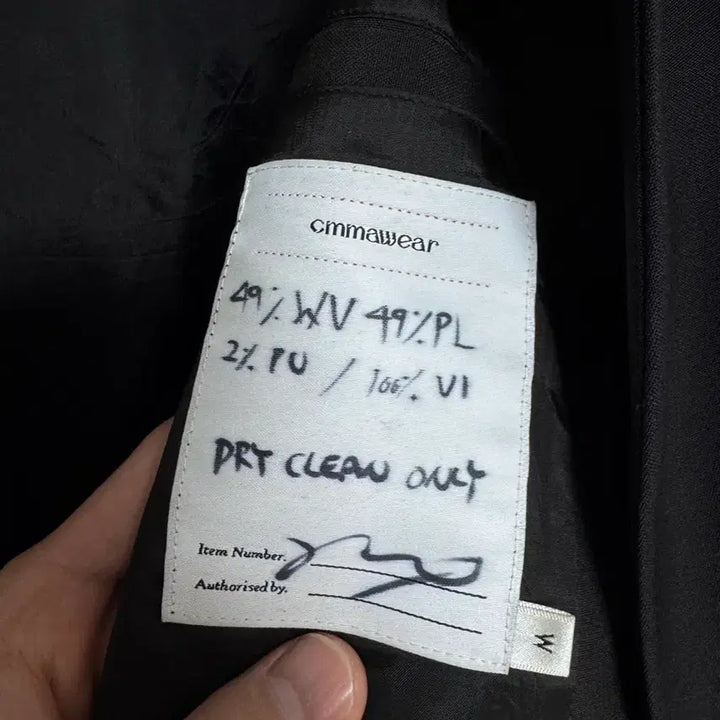 cmmawear
49% WV 49% PL
2% PU / 100% VI
DRY CLEAN ONLY
Item Number.
Authorised by.